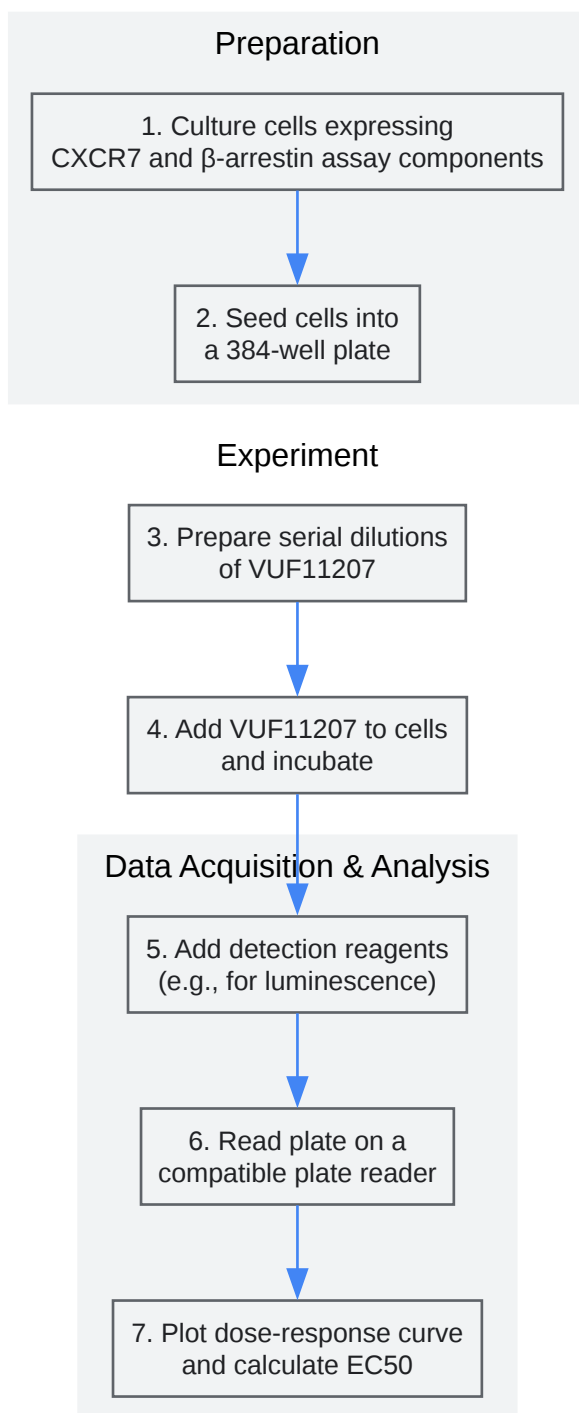 Preparation
1. Culture cells expressing
CXCR7 and β-arrestin assay components
2. Seed cells into
a 384-well plate
Experiment
3. Prepare serial dilutions
of VUF11207
4. Add VUF11207 to cells
and incubate
Data Acquisition & Analysis
5. Add detection reagents
(e.g., for luminescence)
6. Read plate on a
compatible plate reader
7. Plot dose-response curve
and calculate EC50